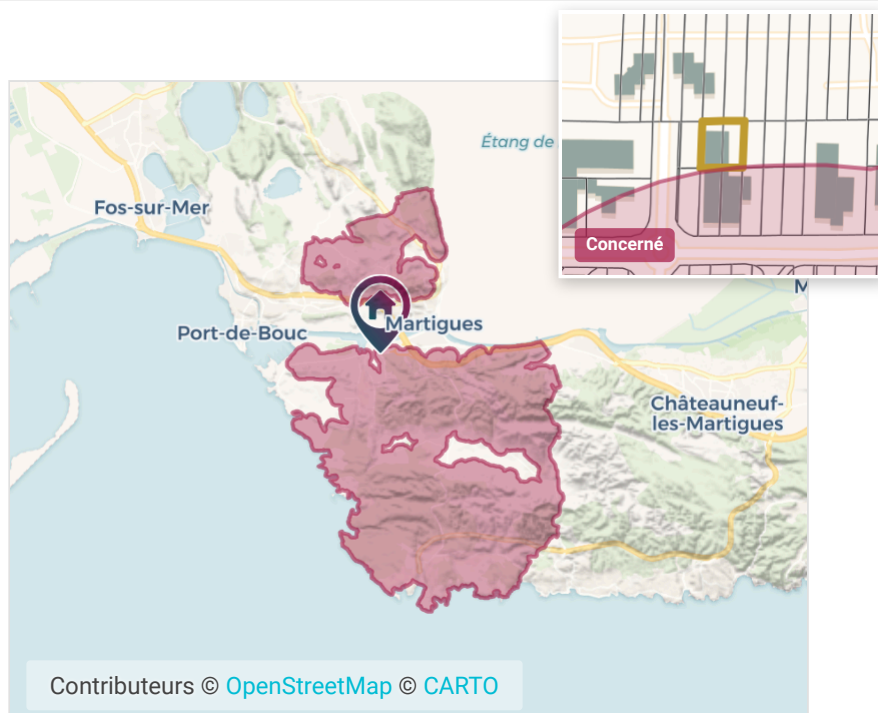 Étang de
Concerné
Fos-sur-Mer
M
Martigues
Port-de-Bouc
Châteauneuf-
les-Martigues
Contributeurs © OpenStreetMap © CARTO